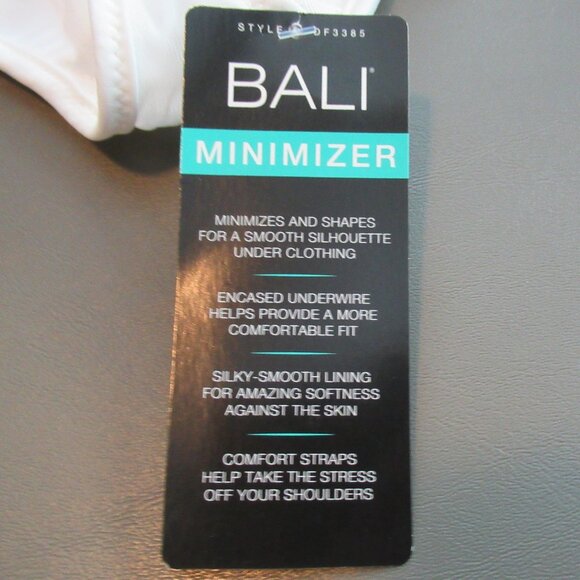 STYLE DF3385
BALI®
MINIMIZER
MINIMIZES AND SHAPES
FOR A SMOOTH SILHOUETTE
UNDER CLOTHING
ENCASED UNDERWIRE
HELPS PROVIDE A MORE
COMFORTABLE FIT
SILKY-SMOOTH LINING
FOR AMAZING SOFTNESS
AGAINST THE SKIN
COMFORT STRAPS
HELP TAKE THE STRESS
OFF YOUR SHOULDERS